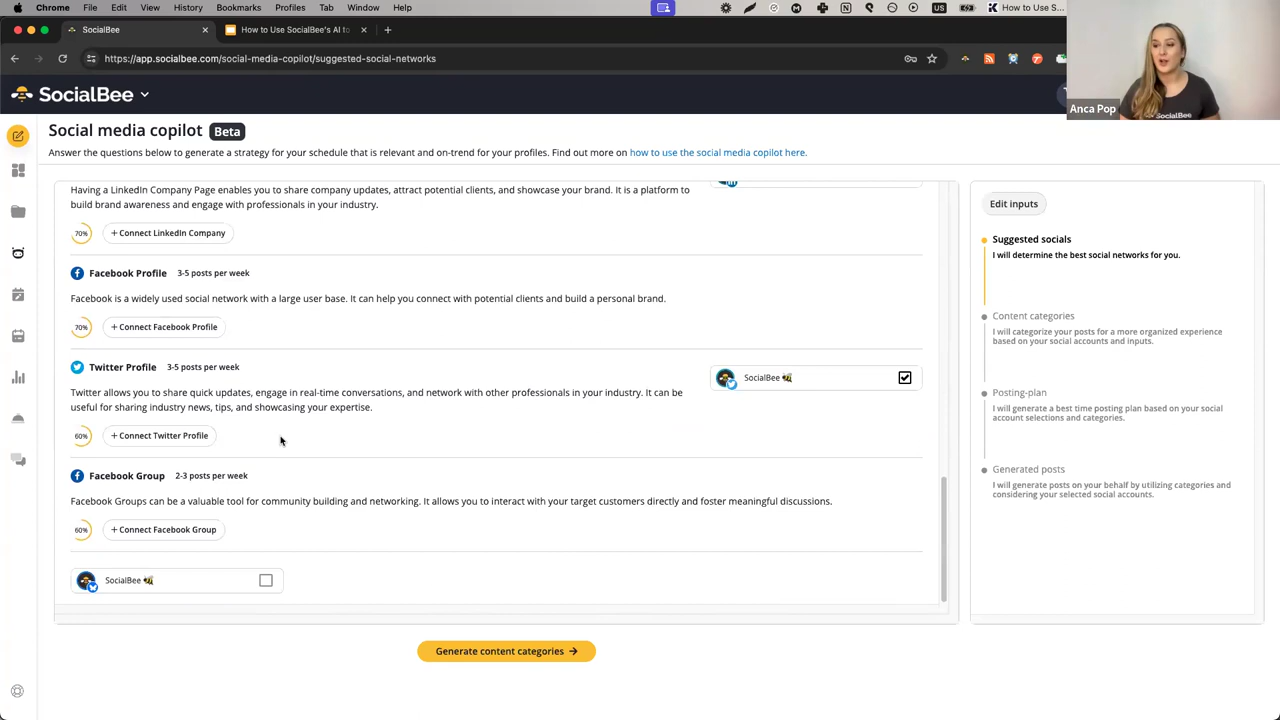 Chrome File Edit View History Bookmarks Profiles Tab Window Help
US
How to Use S...
SocialBee
How to Use SocialBee's AI to
https://app.socialbee.com/social-media-copilot/suggested-social-networks
SocialBee
Anca Pop
SocialBee
Social media copilot Beta
Answer the questions below to generate a strategy for your schedule that is relevant and on-trend for your profiles. Find out more on how to use the social media copilot here.
Having a LinkedIn Company Page enables you to share company updates, attract potential clients, and showcase your brand. It is a platform to
build brand awareness and engage with professionals in your industry.
70% + Connect LinkedIn Company
Facebook Profile 3-5 posts per week
Facebook is a widely used social network with a large user base. It can help you connect with potential clients and build a personal brand.
70% + Connect Facebook Profile
Twitter Profile 3-5 posts per week
Twitter allows you to share quick updates, engage in real-time conversations, and network with other professionals in your industry. It can be
useful for sharing industry news, tips, and showcasing your expertise.
SocialBee 🐝
60% + Connect Twitter Profile
Facebook Group 2-3 posts per week
Facebook Groups can be a valuable tool for community building and networking. It allows you to interact with your target customers directly and foster meaningful discussions.
60% + Connect Facebook Group
SocialBee 🐝
Generate content categories →
Edit inputs
Suggested socials
I will determine the best social networks for you.
Content categories
I will categorize your posts for a more organized experience
based on your social accounts and inputs.
Posting-plan
I will generate a best time posting plan based on your social
account selections and categories.
Generated posts
I will generate posts on your behalf by utilizing categories and
considering your selected social accounts.